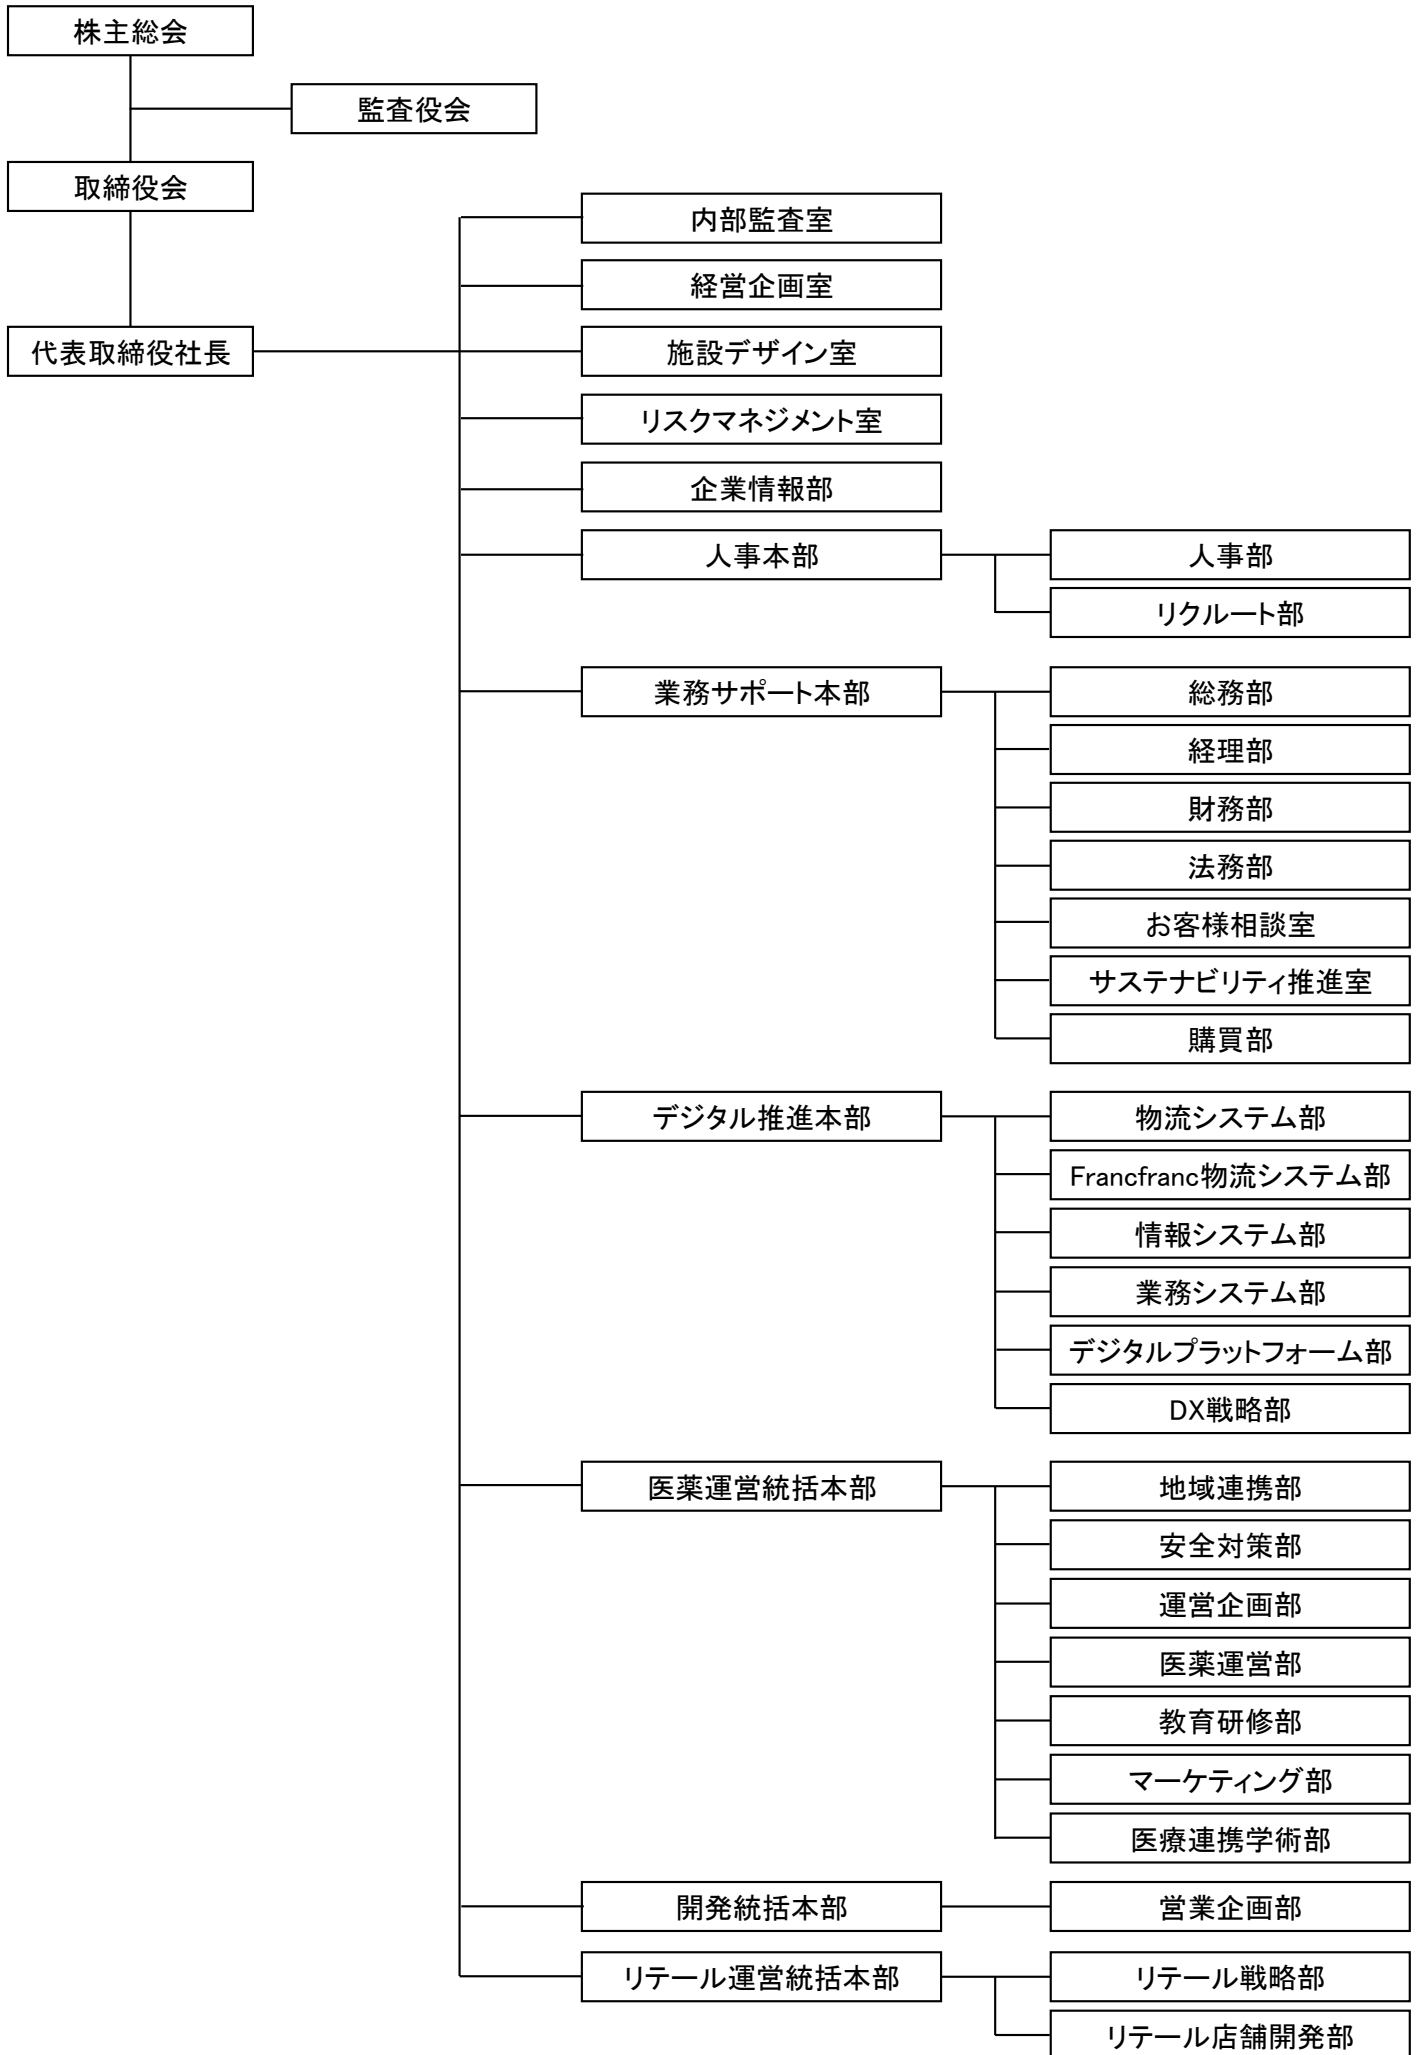 株主総会
監査役会
取締役会
代表取締役社長
内部監査室
経営企画室
施設デザイン室
リスクマネジメント室
企業情報部
人事本部
人事部
リクルート部
業務サポート本部
総務部
経理部
財務部
法務部
お客様相談室
サステナビリティ推進室
購買部
デジタル推進本部
物流システム部
Francfranc物流システム部
情報システム部
業務システム部
デジタルプラットフォーム部
DX戦略部
医薬運営統括本部
地域連携部
安全対策部
運営企画部
医薬運営部
教育研修部
マーケティング部
医療連携学術部
開発統括本部
営業企画部
リテール運営統括本部
リテール戦略部
リテール店舗開発部